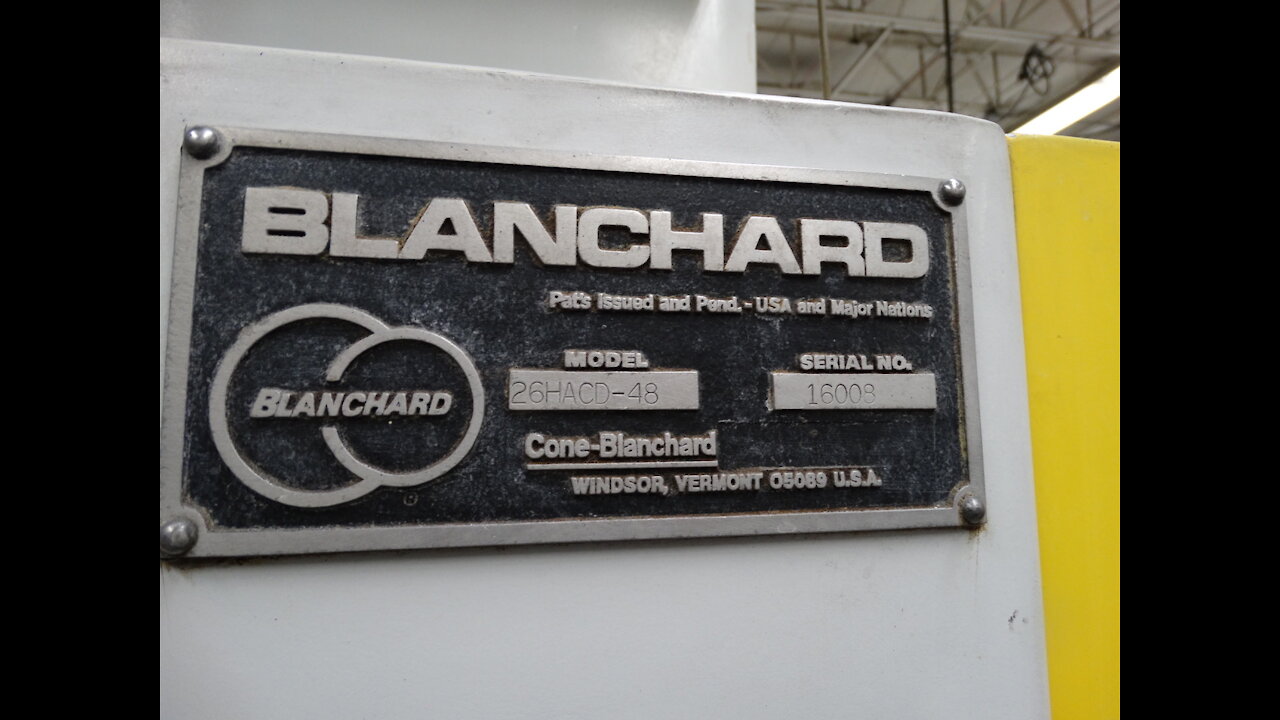 BLANCHARD
Pat's Issued and Pend. - USA and Major Nations
BLANCHARD
®
MODEL
26HACD-48
SERIAL NO.
16008
Cone-Blanchard
WINDSOR, VERMONT 05089 U.S.A.